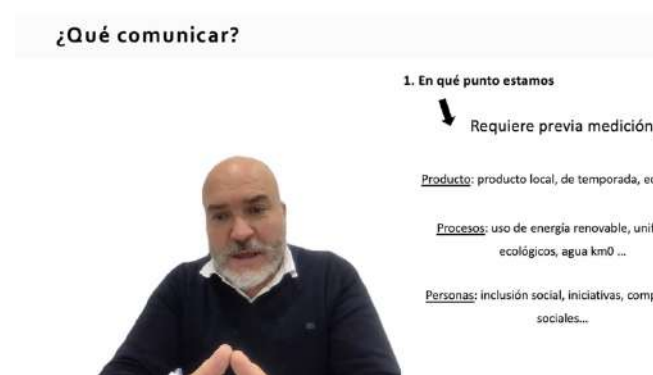 ¿Qué comunicar?
1. En qué punto estamos
Requiere previa medición
Producto: producto local, de temporada,
Procesos: uso de energía renovable,
ecológicos, agua km0 ...
Personas: inclusión social, iniciativas,
sociales...